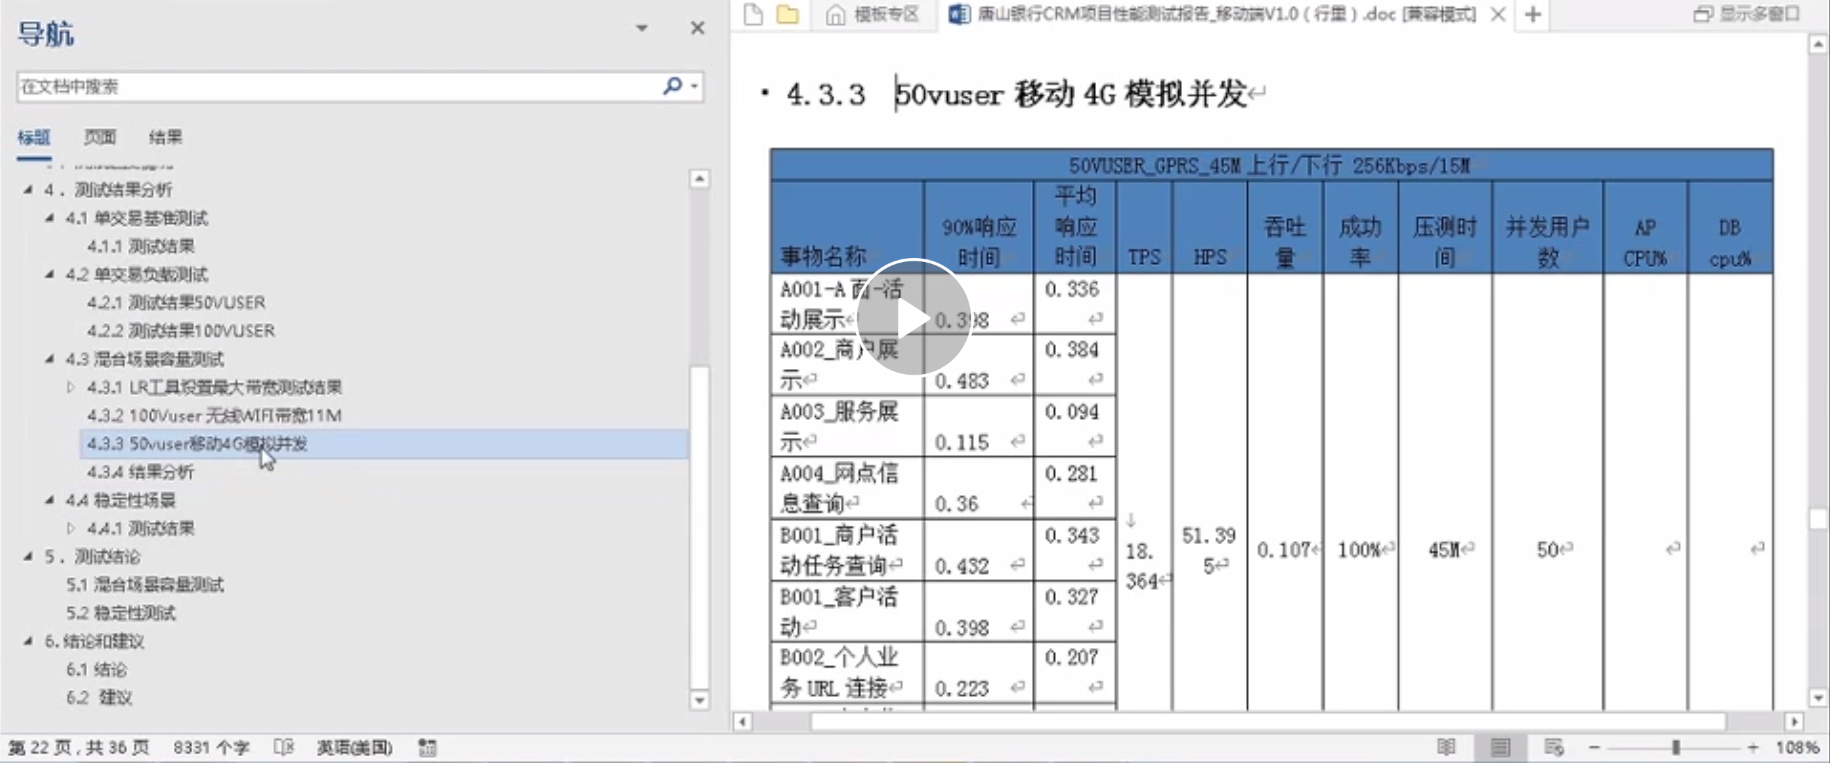 导航
在文档中搜索
标题 页面 结果
4．测试结果分析
4.1 单交易基准测试
4.1.1 测试结果
4.2 单交易负载测试
4.2.1 测试结果50VUSER
4.2.2 测试结果100VUSER
4.3 混合场景容量测试
4.3.1 LR工具设置最大带宽测试结果
4.3.2 100Vuser 无线WIFI带宽11M
4.3.3 50vuser移动4G模拟并发
4.3.4 结果分析
4.4 稳定性场景
4.4.1 测试结果
5．测试结论
5.1 混合场景容量测试
5.2 稳定性测试
6.结论和建议
6.1 结论
6.2 建议
第 22 页，共 36 页 8331 个字 英语(美国)
模板专区 唐山银行CRM项目性能测试报告_移动端V1.0（行里）.doc [兼容模式] 显示多窗口
4.3.3 50vuser 移动 4G 模拟并发
50VUSER_GPRS_45M 上行/下行 256Kbps/15M
事物名称 90%响应时间 平均响应时间 TPS HPS 吞吐量 成功率 压测时间 并发用户数 AP CPU% DB cpu%
A001-A 面-活动展示 0.398 0.336
A002_商户展示 0.483 0.384
A003_服务展示 0.115 0.094
A004_网点信息查询 0.36 0.281
B001_商户活动任务查询 0.432 0.343
18.364 51.395 0.107 100% 45M 50
B001_客户活动 0.398 0.327
B002_个人业务 URL 连接 0.223 0.207
108%